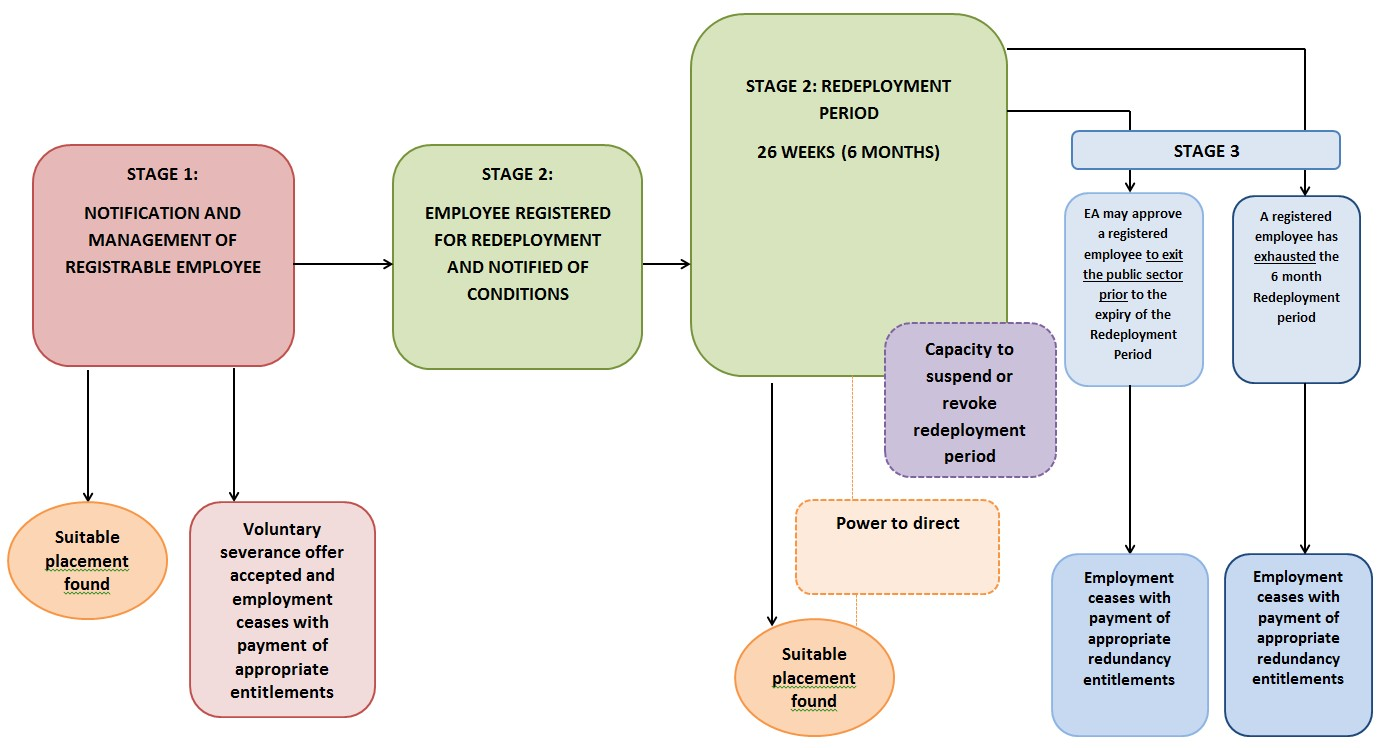 STAGE 1:
NOTIFICATION AND
MANAGEMENT OF
REGISTRABLE EMPLOYEE
STAGE 2:
EMPLOYEE REGISTERED
FOR REDEPLOYMENT
AND NOTIFIED OF
CONDITIONS
STAGE 2: REDEPLOYMENT
PERIOD
26 WEEKS (6 MONTHS)
STAGE 3
EA may approve
a registered
employee to exit
the public sector
prior to the
expiry of the
Redeployment
Period
A registered
employee has
exhausted the
6 month
Redeployment
period
Capacity to
suspend or
revoke
redeployment
period
Power to direct
Suitable
placement
found
Voluntary
severance offer
accepted and
employment
ceases with
payment of
appropriate
entitlements
Suitable
placement
found
Employment
ceases with
payment of
appropriate
redundancy
entitlements
Employment
ceases with
payment of
appropriate
redundancy
entitlements